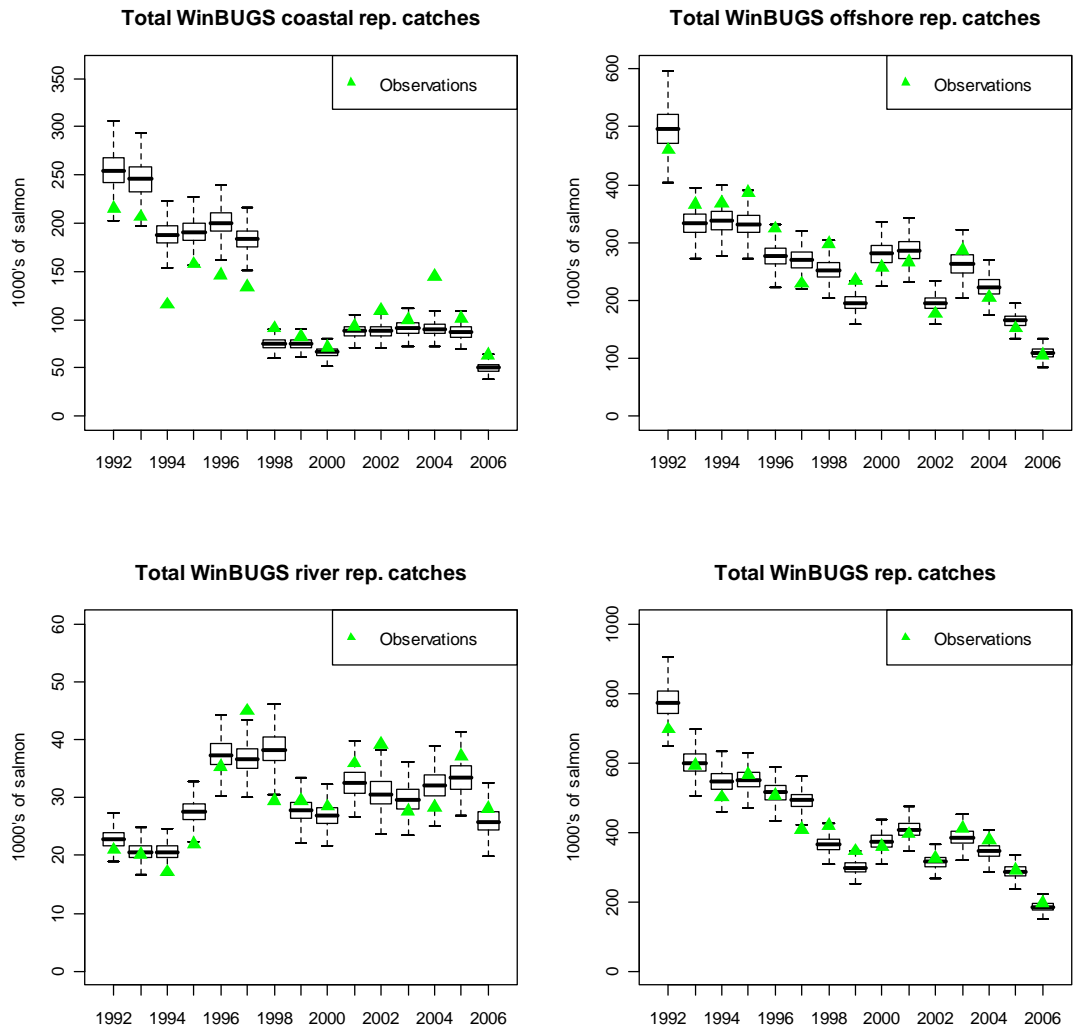 Total WinBUGS coastal rep. catches
1000's of salmon
0
50
100
150
200
250
300
350
Observations
1992 1994 1996 1998 2000 2002 2004 2006
Total WinBUGS offshore rep. catches
1000's of salmon
0
100
200
300
400
500
600
Observations
1992 1994 1996 1998 2000 2002 2004 2006
Total WinBUGS river rep. catches
1000's of salmon
0
10
20
30
40
50
60
Observations
1992 1994 1996 1998 2000 2002 2004 2006
Total WinBUGS rep. catches
1000's of salmon
0
200
400
600
800
1000
Observations
1992 1994 1996 1998 2000 2002 2004 2006